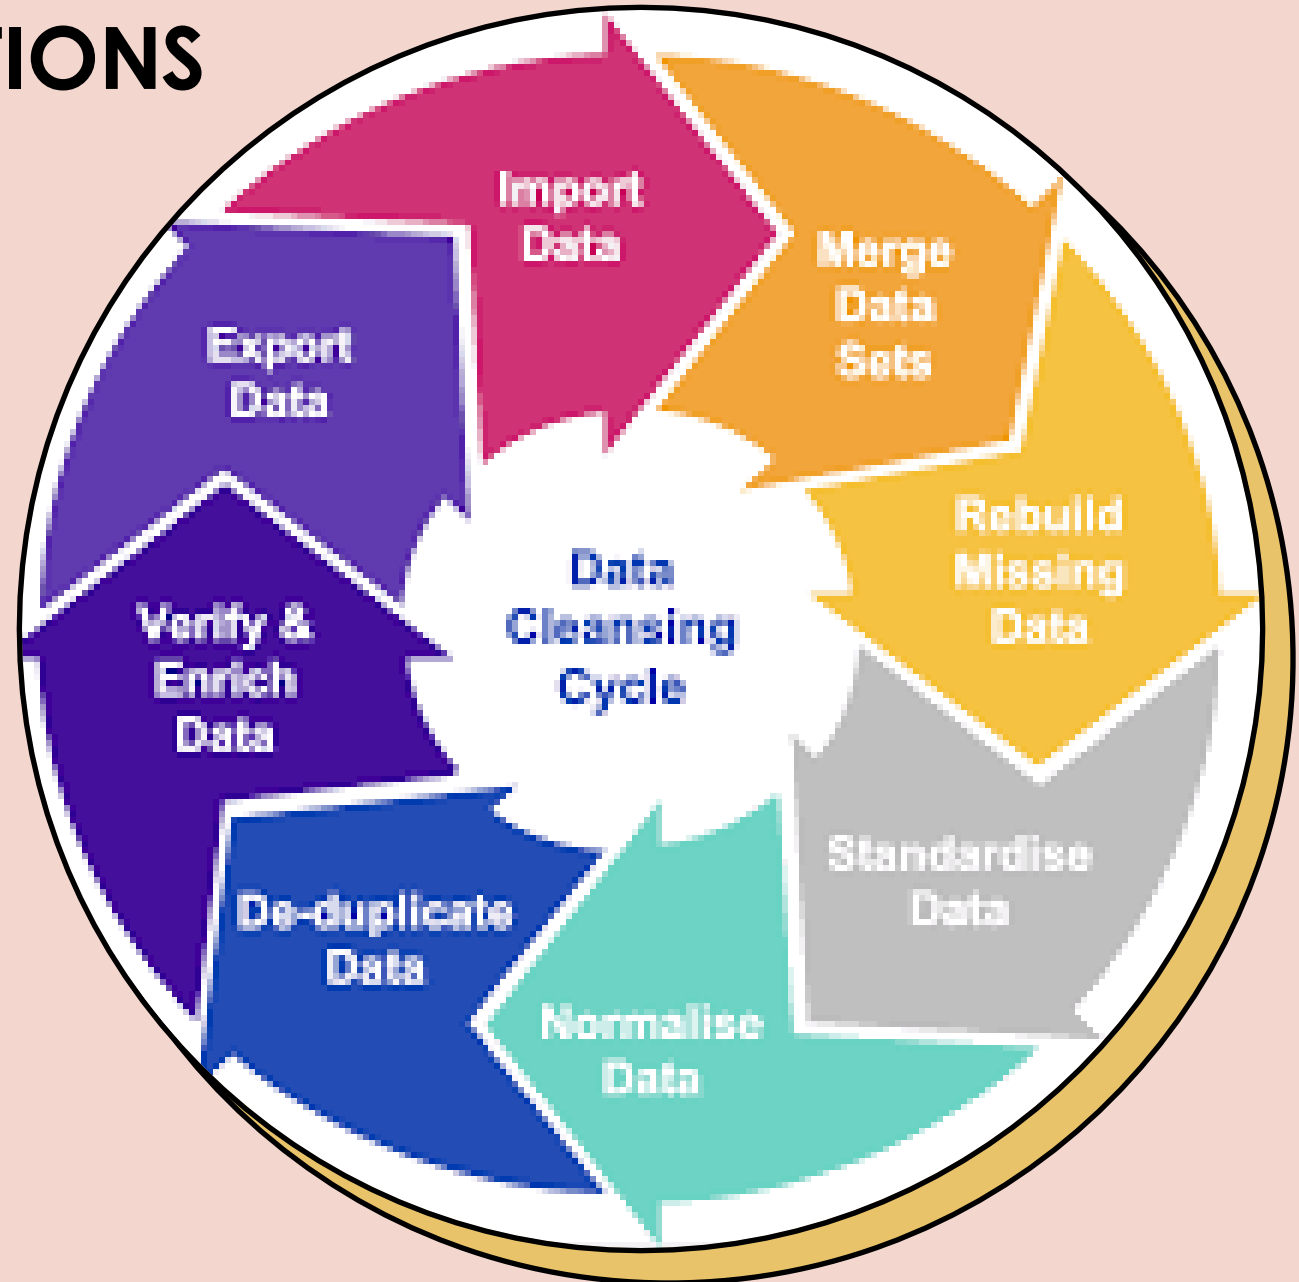 TIONS
Import
Data
Merge
Data
Sets
Rebuild
Missing
Data
Standardise
Data
Normalise
Data
De-duplicate
Data
Verify &
Enrich
Data
Export
Data
Data
Cleansing
Cycle